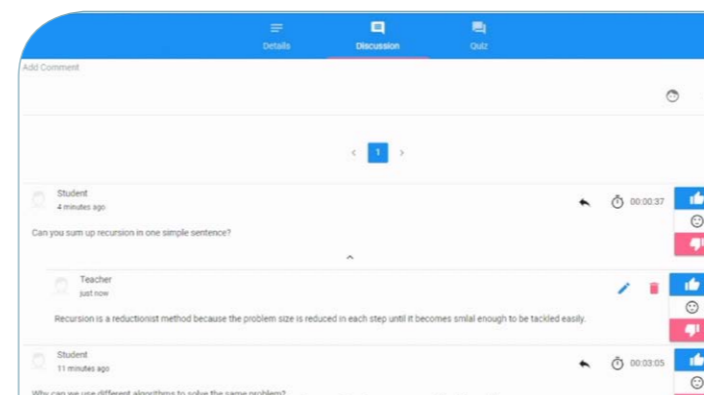 Details
Discussion
Quiz
Add Comment
1
Student
00:00:37
4 minutes ago
Can you sum up recursion in one simple sentence?
Teacher
just now
Recursion is a reductionist method because the problem size is reduced in each step until it becomes smlal enough to be tackled easily.
Student
00:03:05
11 minutes ago
Why can we use different algorithms to solve the same problem?